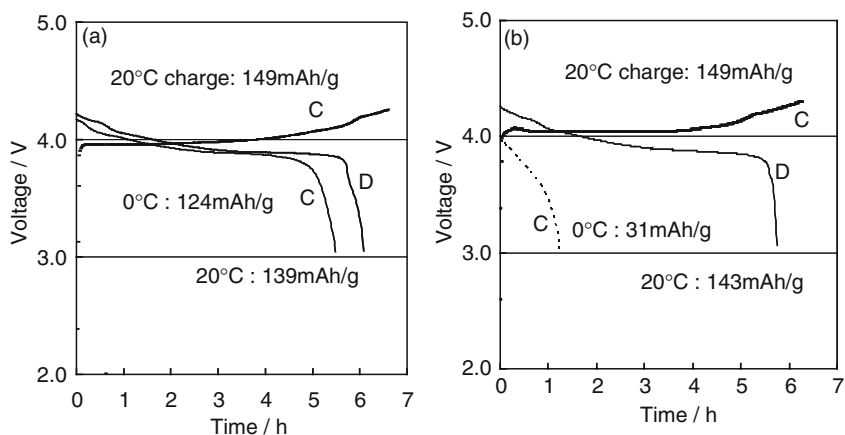 (a)
5.0
4.0
3.0
2.0
Voltage / V
20°C charge: 149mAh/g
C
C
D
0°C : 124mAh/g
20°C : 139mAh/g
0 1 2 3 4 5 6 7
Time / h
(b)
5.0
4.0
3.0
2.0
Voltage / V
20°C charge: 149mAh/g
C
D
C
0°C : 31mAh/g
20°C : 143mAh/g
0 1 2 3 4 5 6 7
Time / h